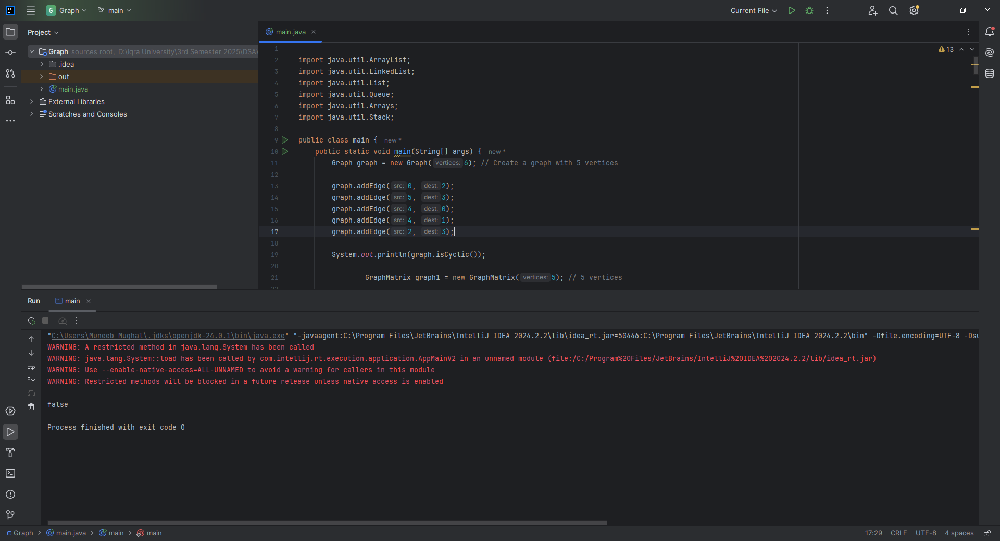 G Graph main Current File
Project
main.java
Graph sources root, D:\Iqra University\3rd Semester 2025\DSA\
.idea
out
main.java
External Libraries
Scratches and Consoles
13
1
2 import java.util.ArrayList;
3 import java.util.LinkedList;
4 import java.util.List;
5 import java.util.Queue;
6 import java.util.Arrays;
7 import java.util.Stack;
8
9 public class main { new *
10 public static void main(String[] args) { new *
11 Graph graph = new Graph( vertices: 6); // Create a graph with 5 vertices
12
13 graph.addEdge( src: 0, dest: 2);
14 graph.addEdge( src: 5, dest: 3);
15 graph.addEdge( src: 4, dest: 0);
16 graph.addEdge( src: 4, dest: 1);
17 graph.addEdge( src: 2, dest: 3);
18
19 System.out.println(graph.isCyclic());
20
21 GraphMatrix graph1 = new GraphMatrix( vertices: 5); // 5 vertices
22
Run main
"C:\Users\Muneeb Mughal\.jdks\openjdk-24.0.1\bin\java.exe" "-javaagent:C:\Program Files\JetBrains\IntelliJ IDEA 2024.2.2\lib\idea_rt.jar=50446:C:\Program Files\JetBrains\IntelliJ IDEA 2024.2.2\bin" -Dfile.encoding=UTF-8 -Dsu
WARNING: A restricted method in java.lang.System has been called
WARNING: java.lang.System::load has been called by com.intellij.rt.execution.application.AppMainV2 in an unnamed module (file:/C:/Program%20Files/JetBrains/IntelliJ%20IDEA%202024.2.2/lib/idea_rt.jar)
WARNING: Use --enable-native-access=ALL-UNNAMED to avoid a warning for callers in this module
WARNING: Restricted methods will be blocked in a future release unless native access is enabled
false
Process finished with exit code 0
Graph > main.java > main > main 17:29 CRLF UTF-8 4 spaces